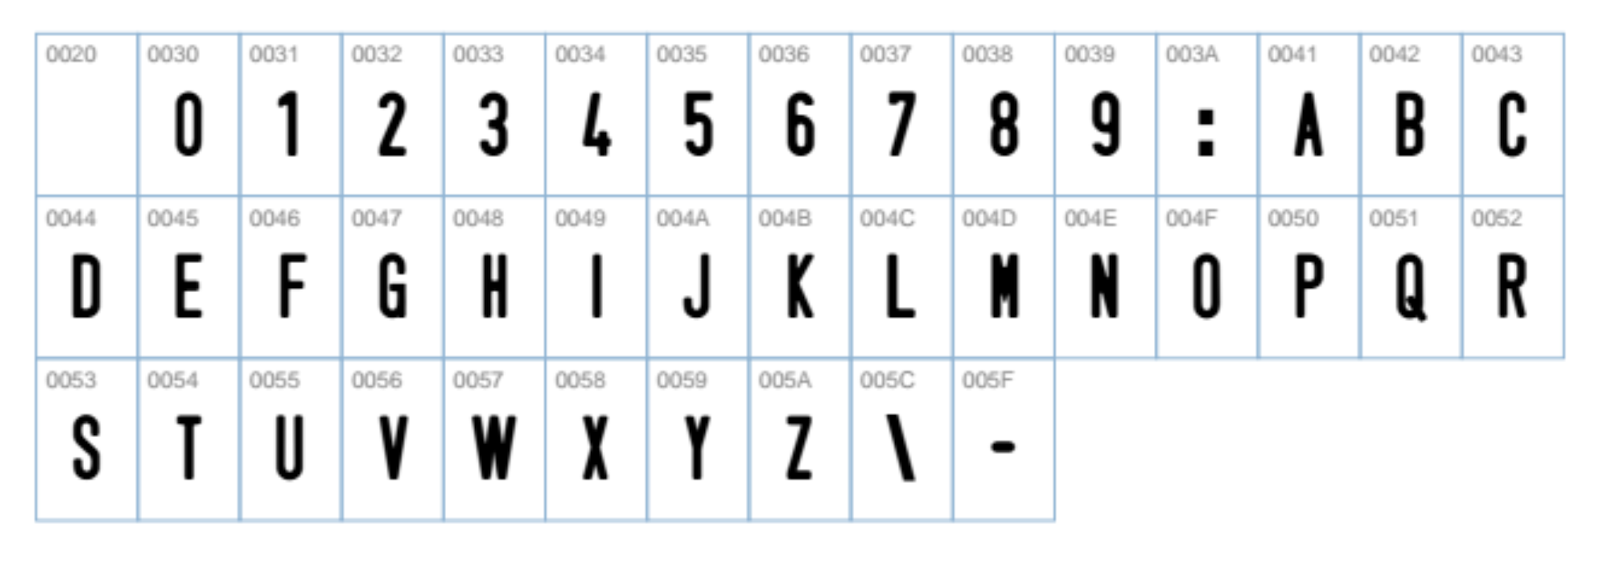 0020 0030 0031 0032 0033 0034 0035 0036 0037 0038 0039 003A 0041 0042 0043
0 1 2 3 4 5 6 7 8 9 : A B C
0044 0045 0046 0047 0048 0049 004A 004B 004C 004D 004E 004F 0050 0051 0052
D E F G H I J K L M N O P Q R
0053 0054 0055 0056 0057 0058 0059 005A 005C 005F
S T U V W X Y Z \ -